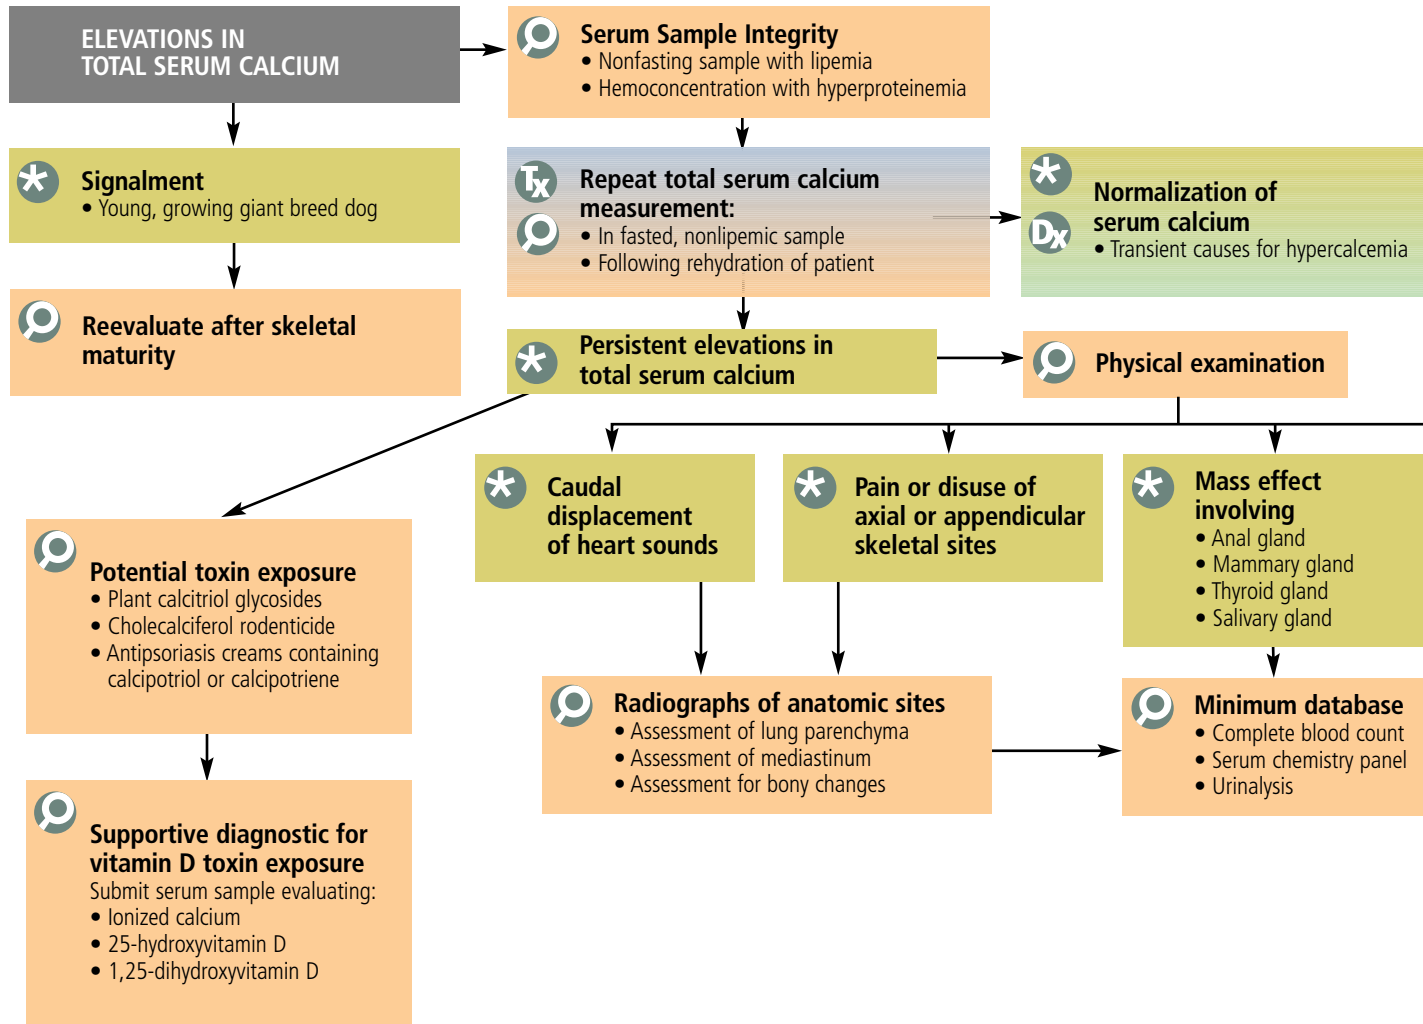 ELEVATIONS IN
TOTAL SERUM CALCIUM
Serum Sample Integrity
• Nonfasting sample with lipemia
• Hemoconcentration with hyperproteinemia
Signalment
• Young, growing giant breed dog
Tx
Repeat total serum calcium
measurement:
• In fasted, nonlipemic sample
• Following rehydration of patient
Dx
Normalization of
serum calcium
• Transient causes for hypercalcemia
Reevaluate after skeletal
maturity
Persistent elevations in
total serum calcium
Physical examination
Caudal
displacement
of heart sounds
Pain or disuse of
axial or appendicular
skeletal sites
Mass effect
involving
• Anal gland
• Mammary gland
• Thyroid gland
• Salivary gland
Potential toxin exposure
• Plant calcitriol glycosides
• Cholecalciferol rodenticide
• Antipsoriasis creams containing
calcipotriol or calcipotriene
Radiographs of anatomic sites
• Assessment of lung parenchyma
• Assessment of mediastinum
• Assessment for bony changes
Minimum database
• Complete blood count
• Serum chemistry panel
• Urinalysis
Supportive diagnostic for
vitamin D toxin exposure
Submit serum sample evaluating:
• Ionized calcium
• 25-hydroxyvitamin D
• 1,25-dihydroxyvitamin D